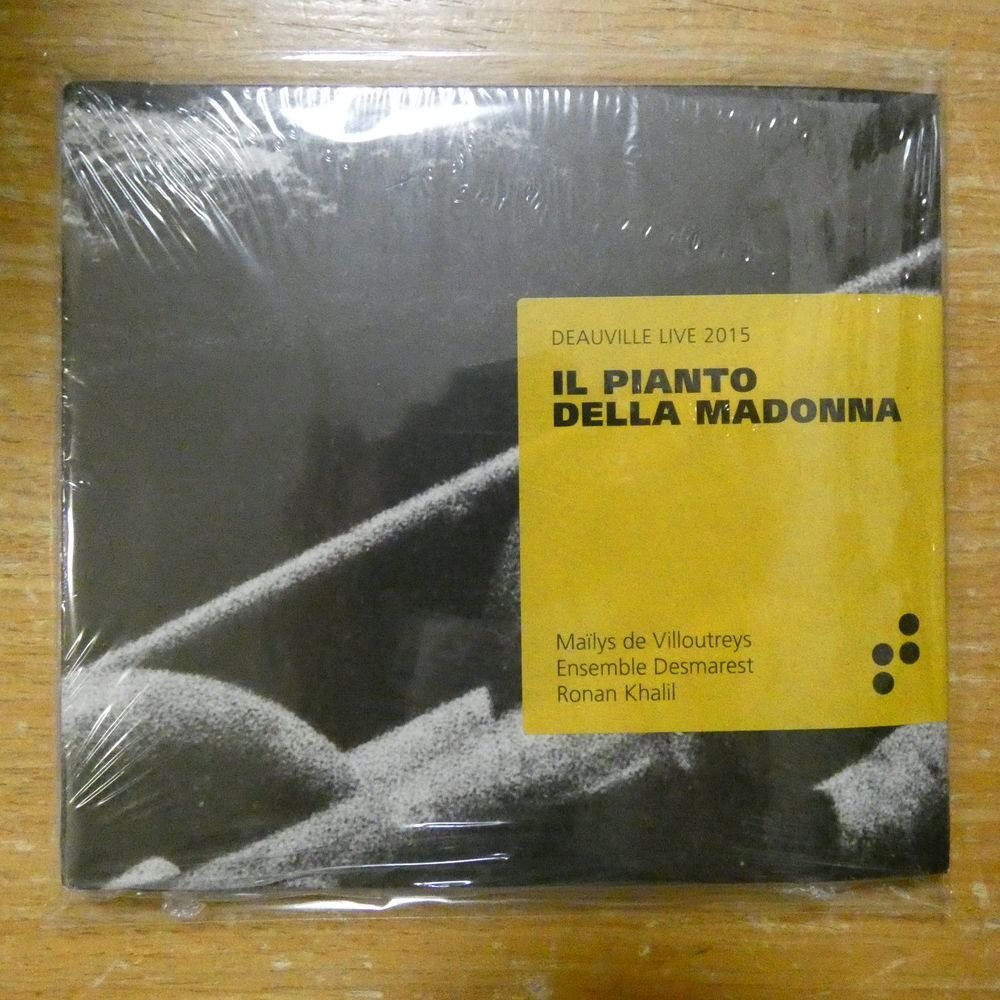 DEAUVILLE LIVE 2015
IL PIANTO
DELLA MADONNA
Maïlys de Villoutreys
Ensemble Desmarest
Ronan Khalil